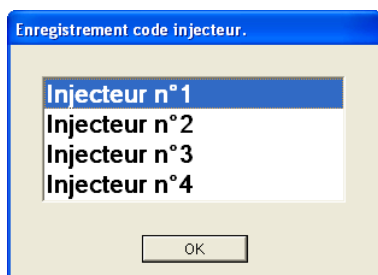 Enregistrement code injecteur.
Injecteur n°1
Injecteur n°2
Injecteur n°3
Injecteur n°4
OK